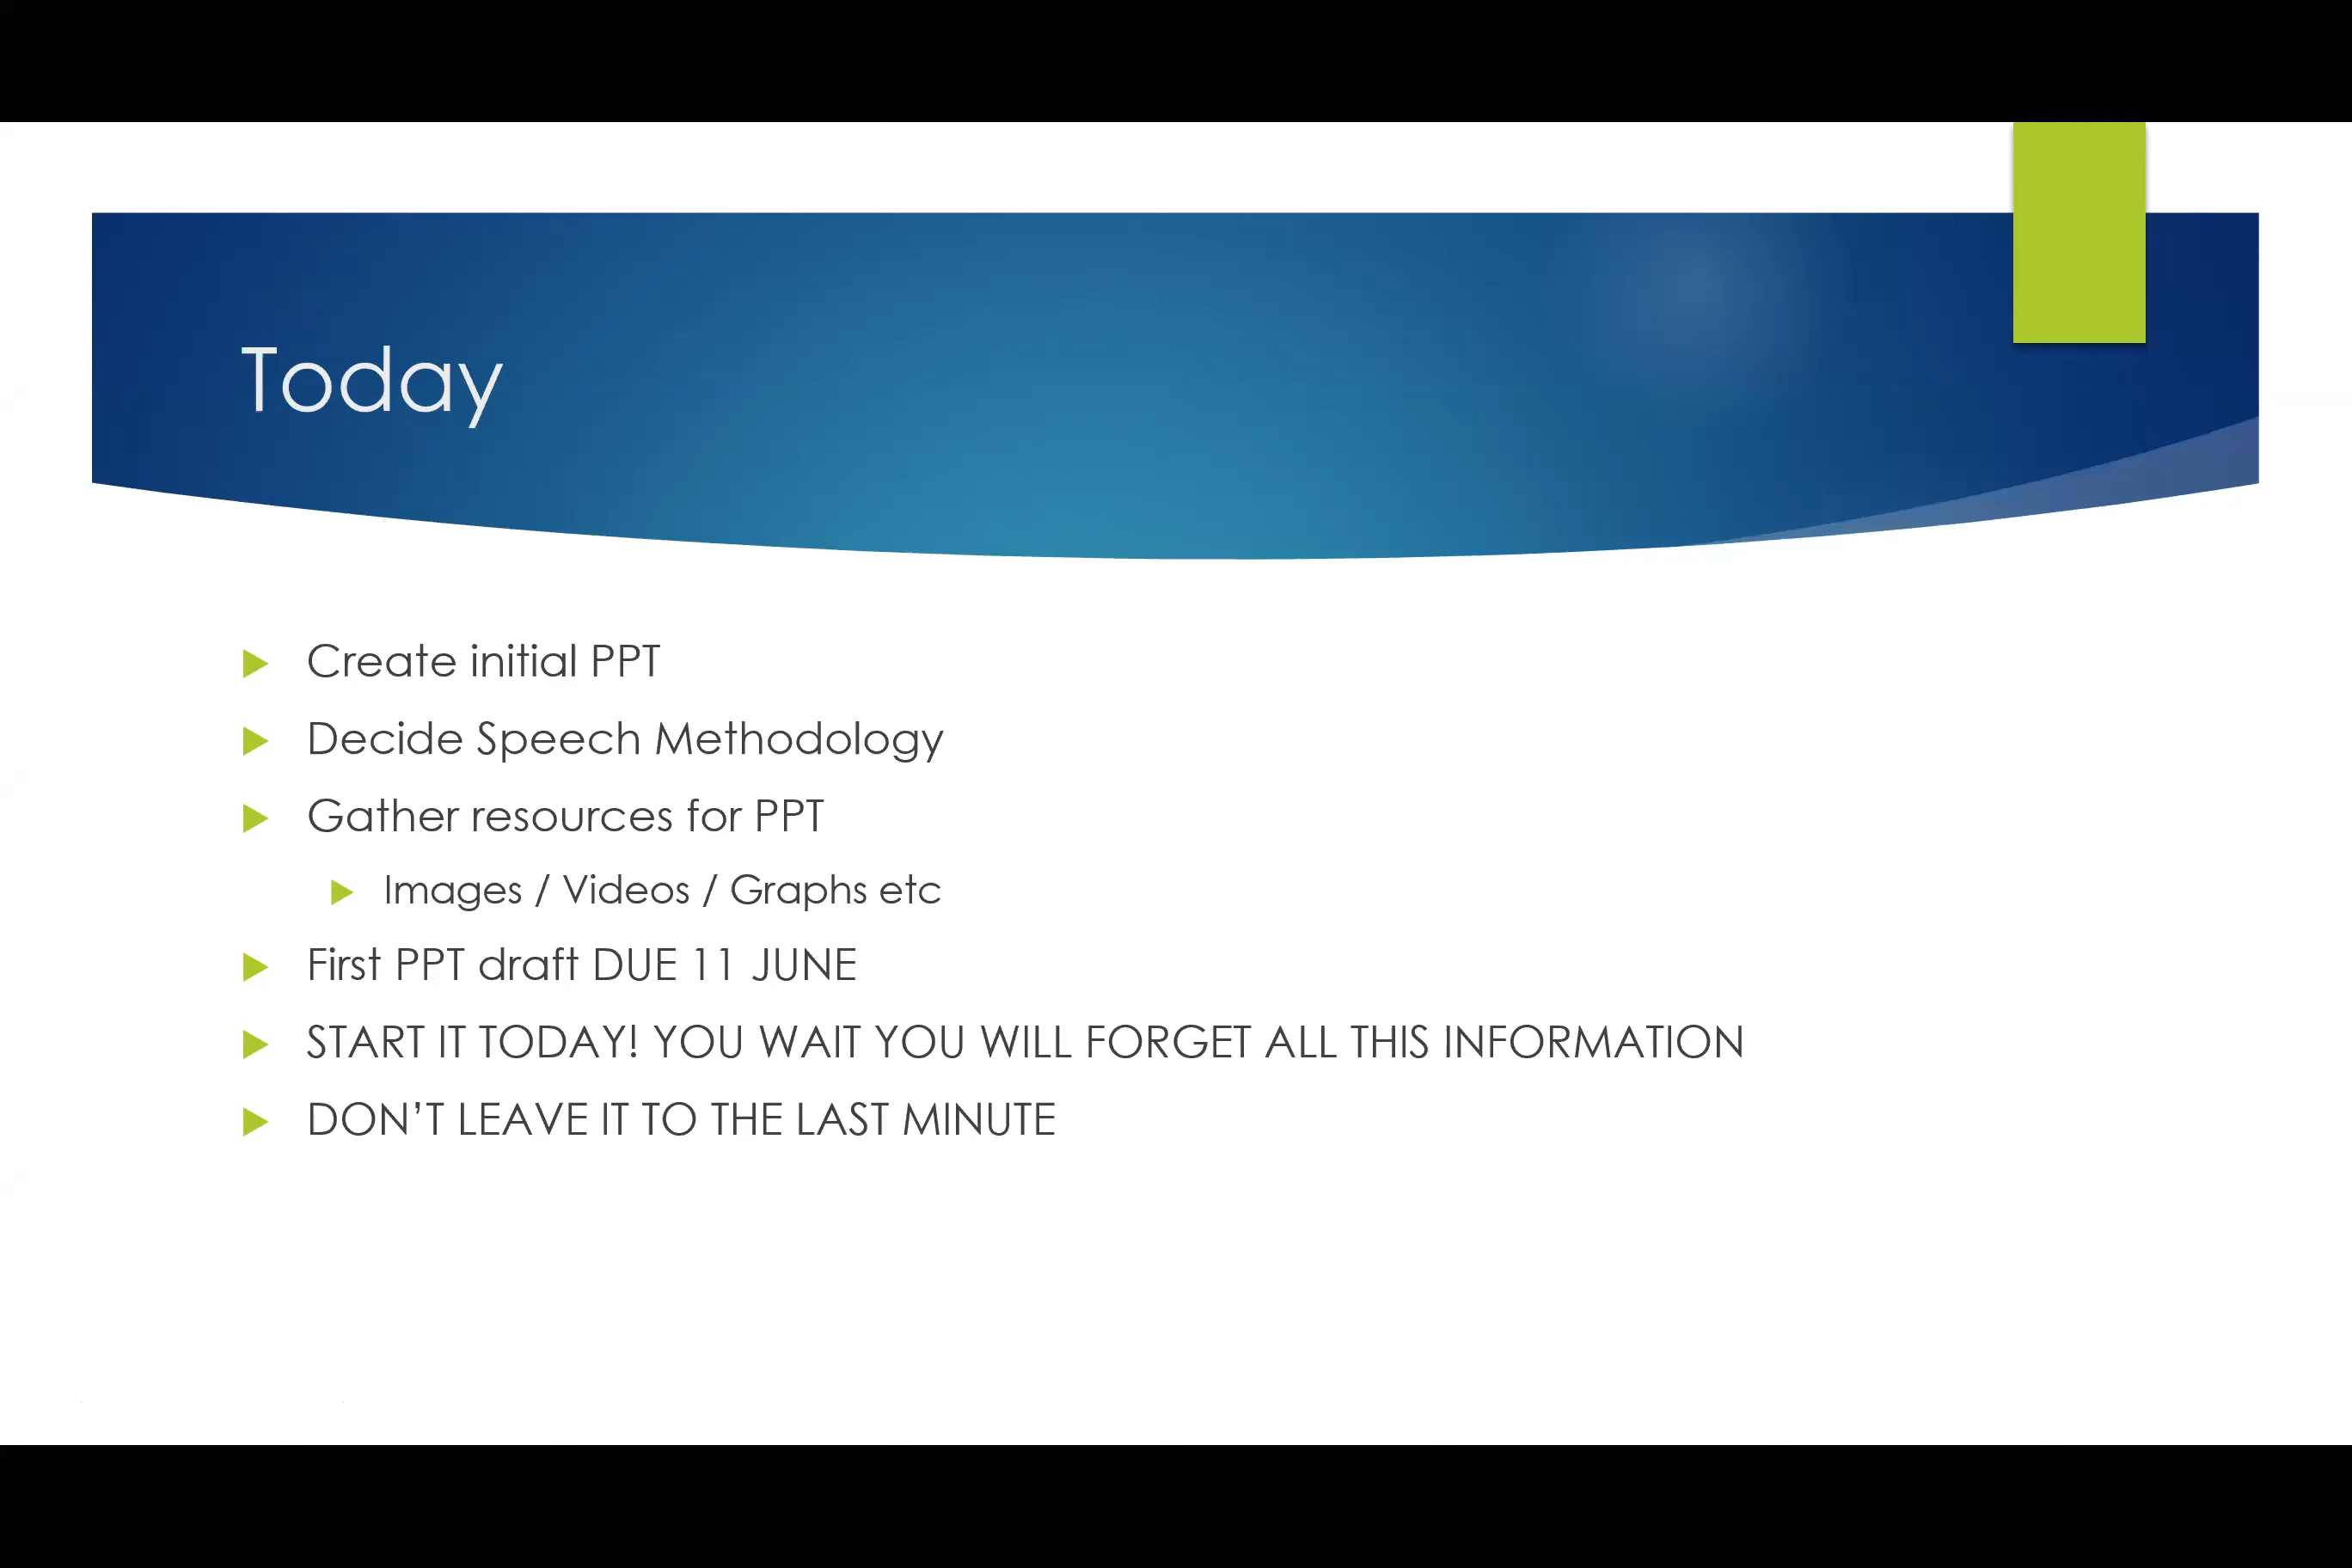 Today
Create initial PPT
Decide Speech Methodology
Gather resources for PPT
Images / Videos / Graphs etc
First PPT draft DUE 11 JUNE
START IT TODAY! YOU WAIT YOU WILL FORGET ALL THIS INFORMATION
DON’T LEAVE IT TO THE LAST MINUTE